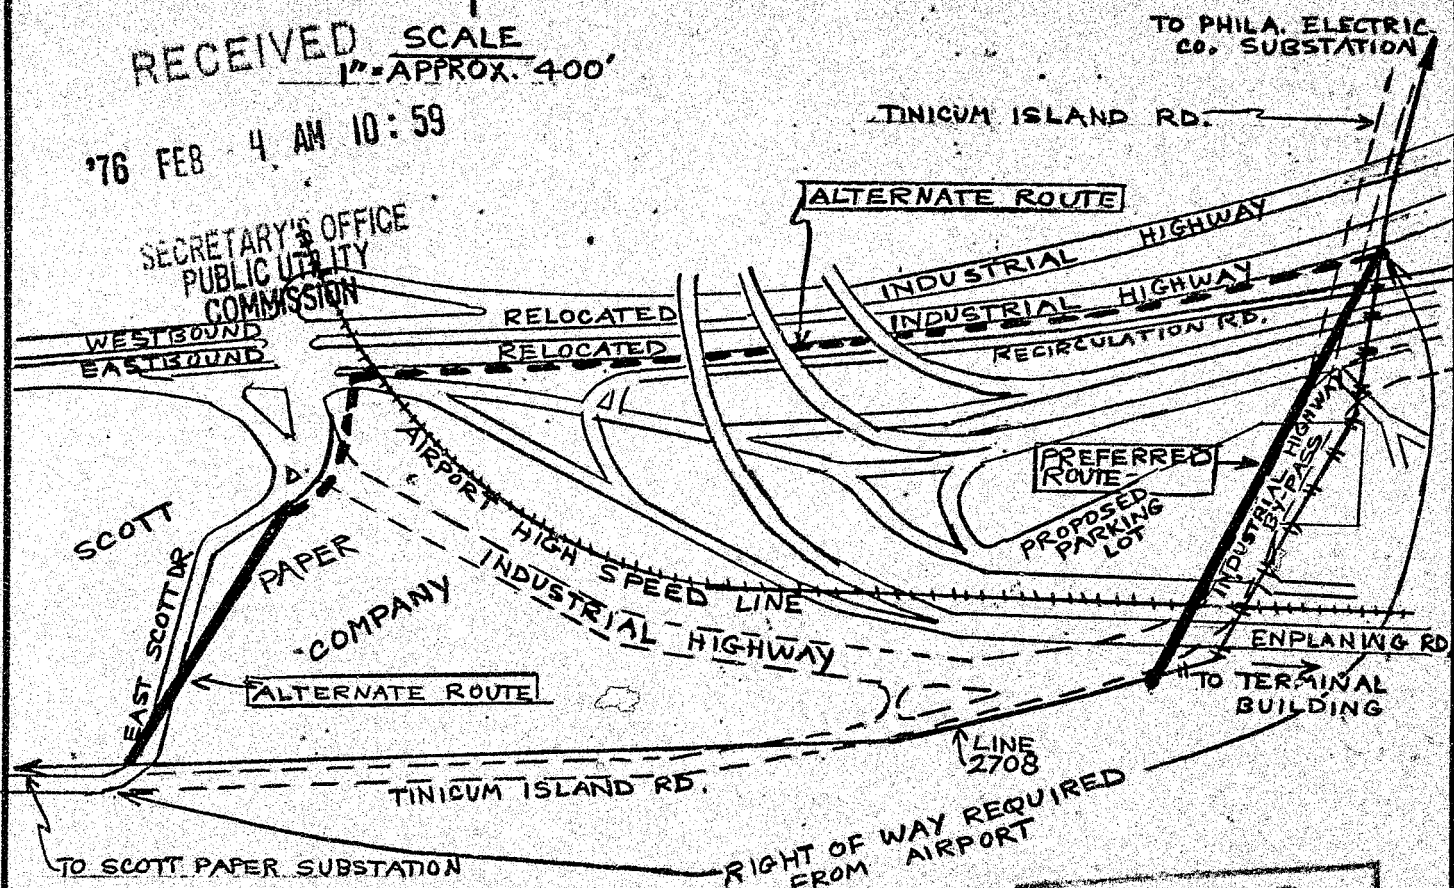 RECEIVED
SCALE
1"=APPROX. 400'
TO PHILA. ELECTRIC
CO. SUBSTATION
'76 FEB 4 AM 10:59
TINICUM ISLAND RD.
ALTERNATE ROUTE
SECRETARY'S OFFICE
PUBLIC UTILITY
COMMISSION
INDUSTRIAL HIGHWAY
INDUSTRIAL HIGHWAY
WESTBOUND
RELOCATED
EASTBOUND
RELOCATED
RECIRCULATION RD.
AIRPORT HIGH SPEED LINE
PREFERRED
ROUTE-
PROPOSED
PARKING
LOT
INDUSTRIAL HIGHWAY
BY-PASS
SCOTT
PAPER
COMPANY
EAST SCOTT DR
INDUSTRIAL HIGHWAY
ENPLANING RD
ALTERNATE ROUTE
TO TERMINAL
BUILDING
LINE
2708
TINICUM ISLAND RD.
RIGHT OF WAY REQUIRED
FROM AIRPORT
TO SCOTT PAPER SUBSTATION